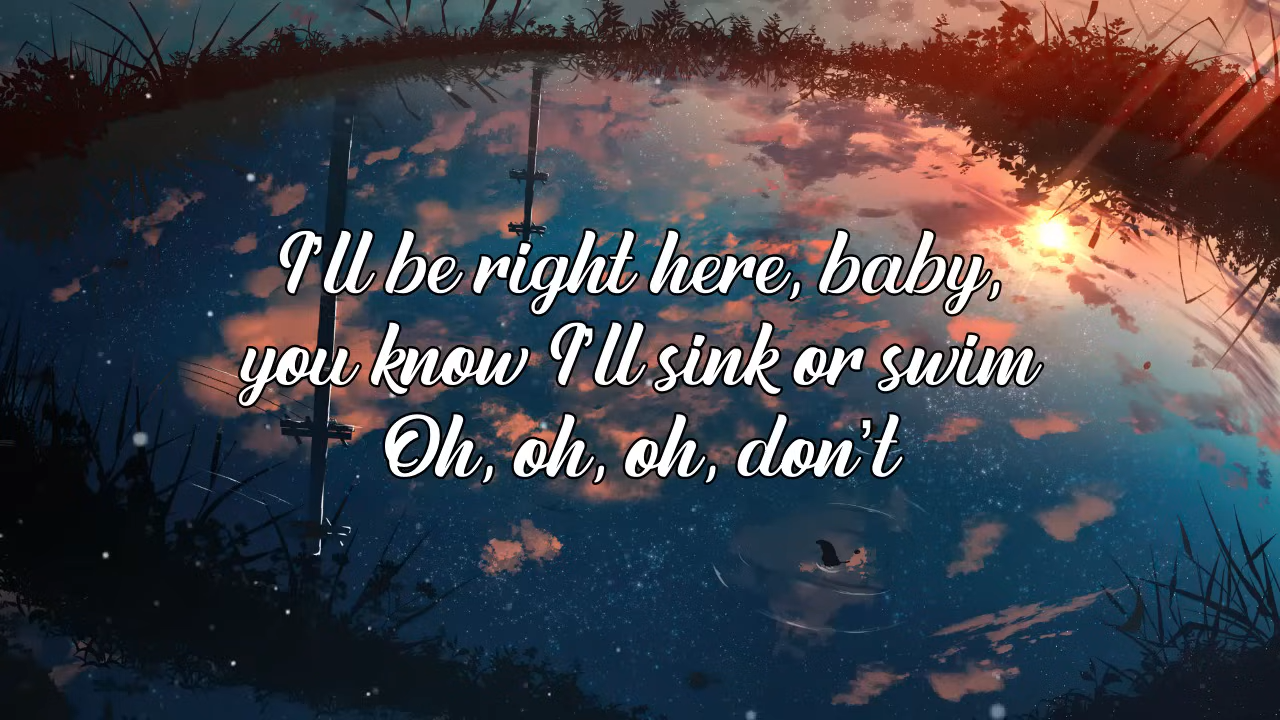 I'll be right here, baby,
you know I'll sink or swim
Oh, oh, oh, don't